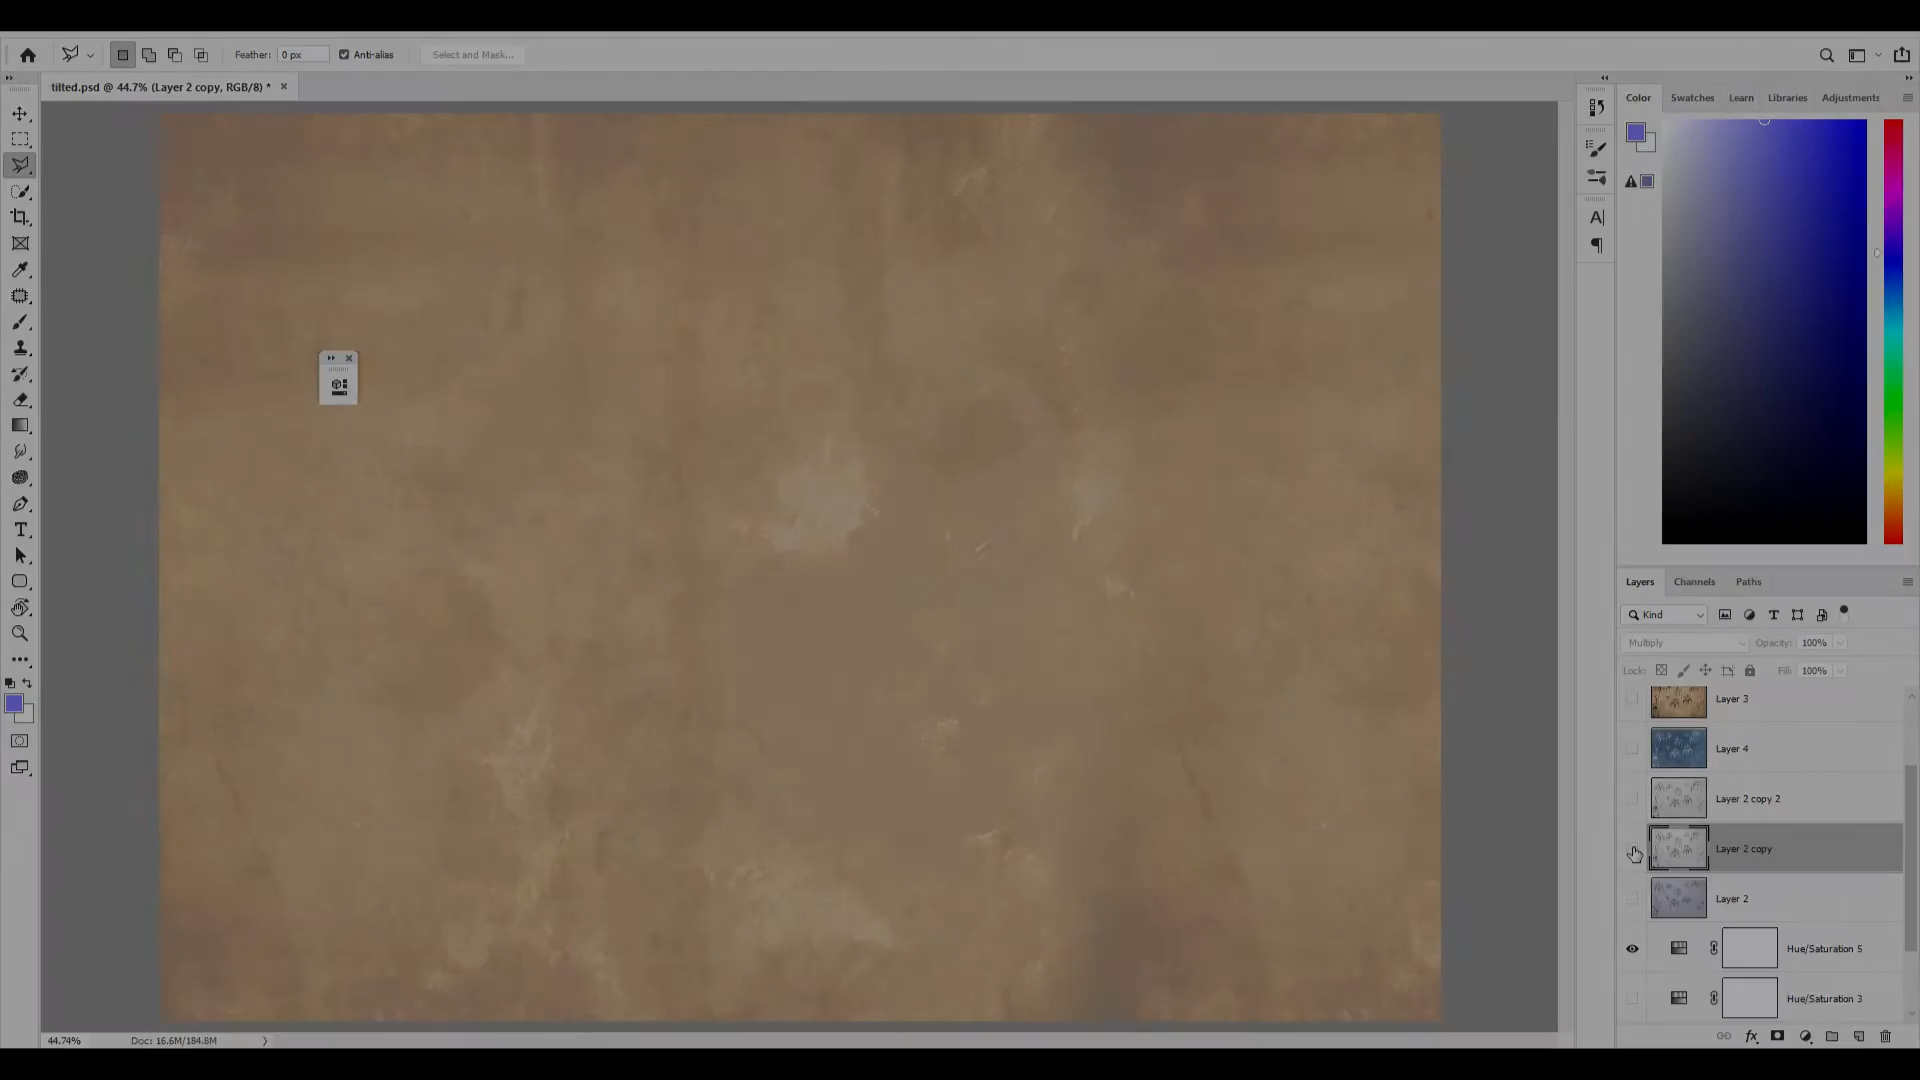 Feather: 0 px Anti-alias Select and Mask...
tilted.psd @ 44.7% (Layer 2 copy, RGB/8) *
Color Swatches Learn Libraries Adjustments
Layers Channels Paths
Kind
Multiply Opacity: 100%
Lock: Fill: 100%
Layer 3
Layer 4
Layer 2 copy 2
Layer 2 copy
Layer 2
Hue/Saturation 5
Hue/Saturation 3
44.74% Doc: 16.6M/184.8M